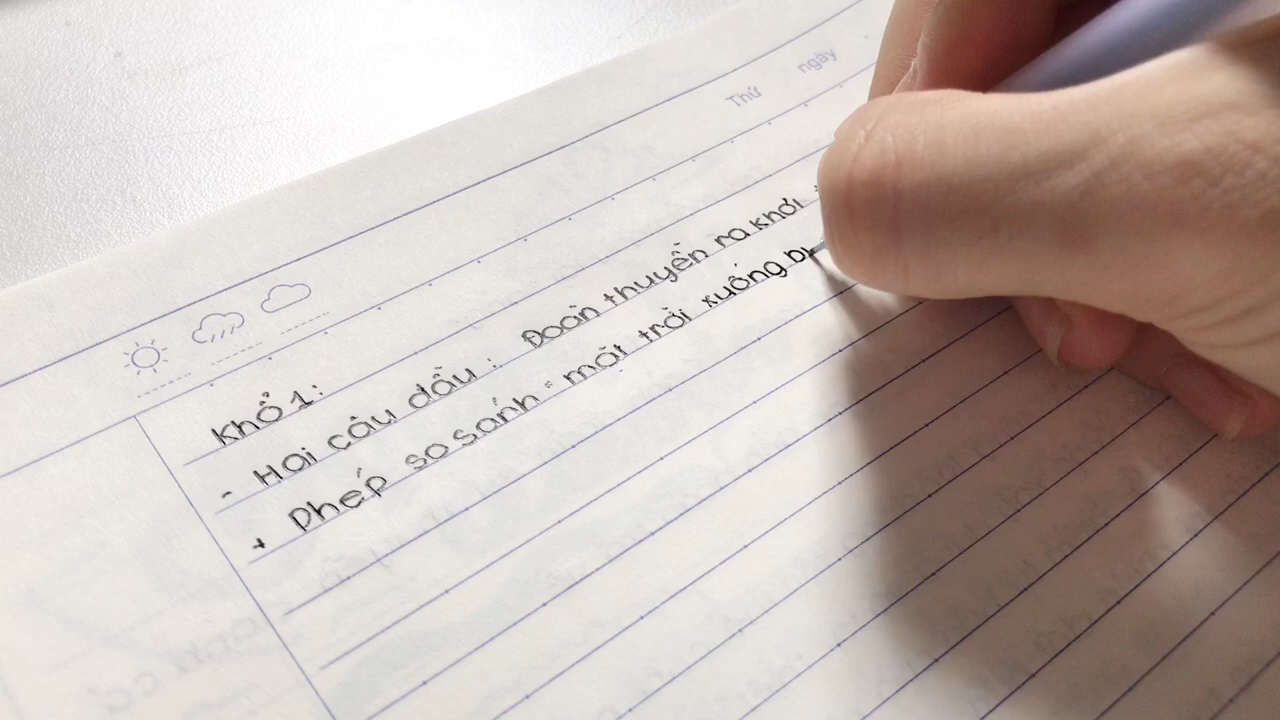 Thứ ngày
Khổ 1:
- Hai câu đầu : Đoàn thuyền ra khơi
+ Phép so sánh : mặt trời xuống